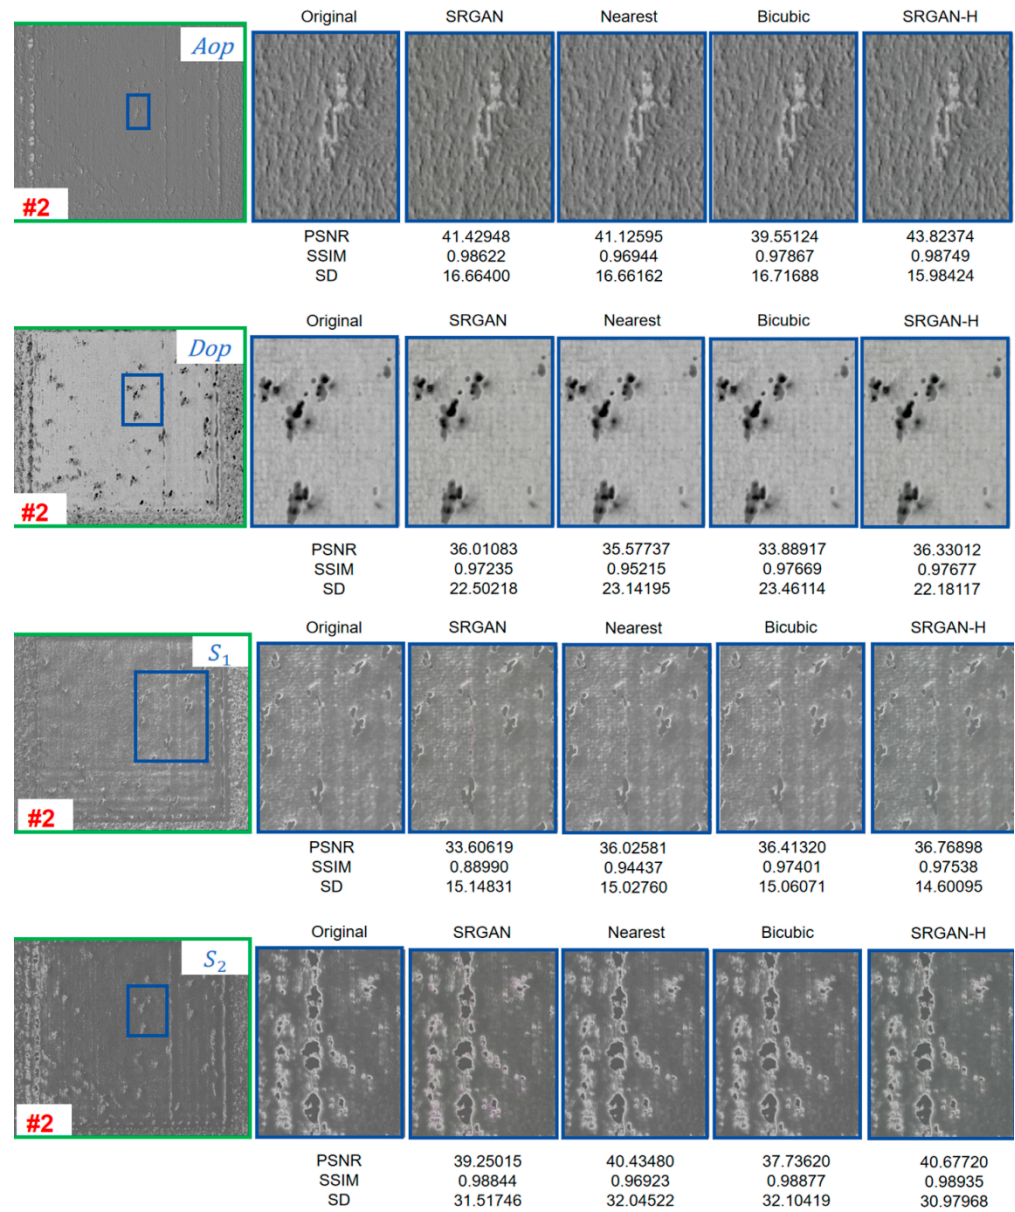 Original SRGAN Nearest Bicubic SRGAN-H
Aop
#2
PSNR 41.42948 41.12595 39.55124 43.82374
SSIM 0.98622 0.96944 0.97867 0.98749
SD 16.66400 16.66162 16.71688 15.98424
Original SRGAN Nearest Bicubic SRGAN-H
Dop
#2
PSNR 36.01083 35.57737 33.88917 36.33012
SSIM 0.97235 0.95215 0.97669 0.97677
SD 22.50218 23.14195 23.46114 22.18117
Original SRGAN Nearest Bicubic SRGAN-H
S₁
#2
PSNR 33.60619 36.02581 36.41320 36.76898
SSIM 0.88990 0.94437 0.97401 0.97538
SD 15.14831 15.02760 15.06071 14.60095
Original SRGAN Nearest Bicubic SRGAN-H
S₂
#2
PSNR 39.25015 40.43480 37.73620 40.67720
SSIM 0.98844 0.96923 0.98877 0.98935
SD 31.51746 32.04522 32.10419 30.97968